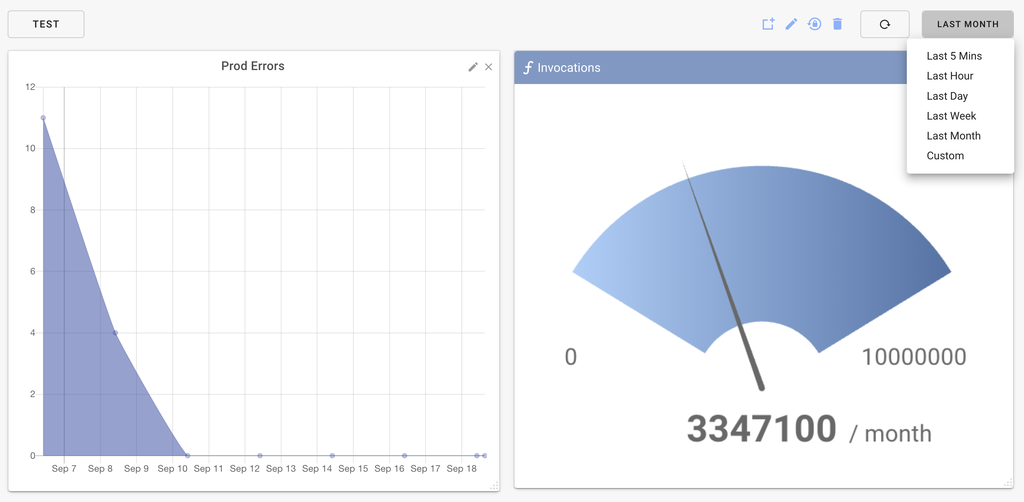 TEST
LAST MONTH
Last 5 Mins
Last Hour
Last Day
Last Week
Last Month
Custom
Prod Errors
12
10
8
6
4
2
0
Sep 7 Sep 8 Sep 9 Sep 10 Sep 11 Sep 12 Sep 13 Sep 14 Sep 15 Sep 16 Sep 17 Sep 18
Invocations
0 10000000
3347100 / month